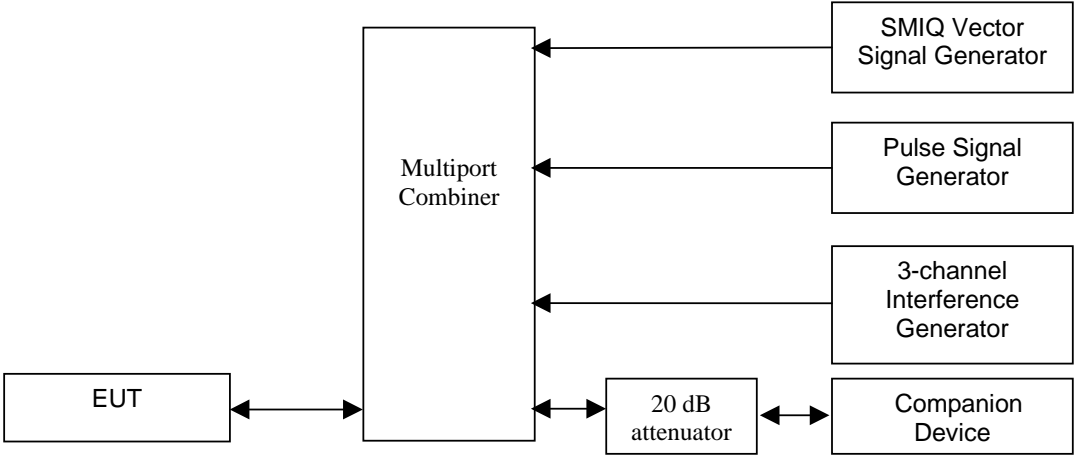 SMIQ Vector
Signal Generator
Pulse Signal
Generator
Multiport
Combiner
3-channel
Interference
Generator
EUT
20 dB
attenuator
Companion
Device